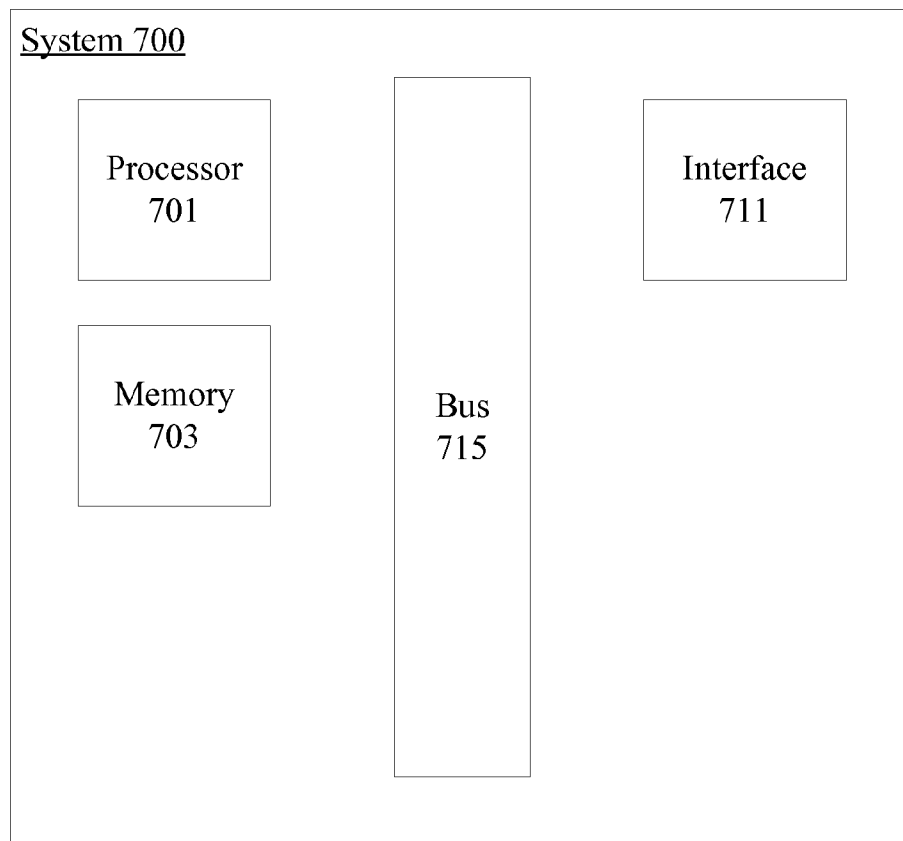 System 700
Processor
701
Interface
711
Memory
703
Bus
715